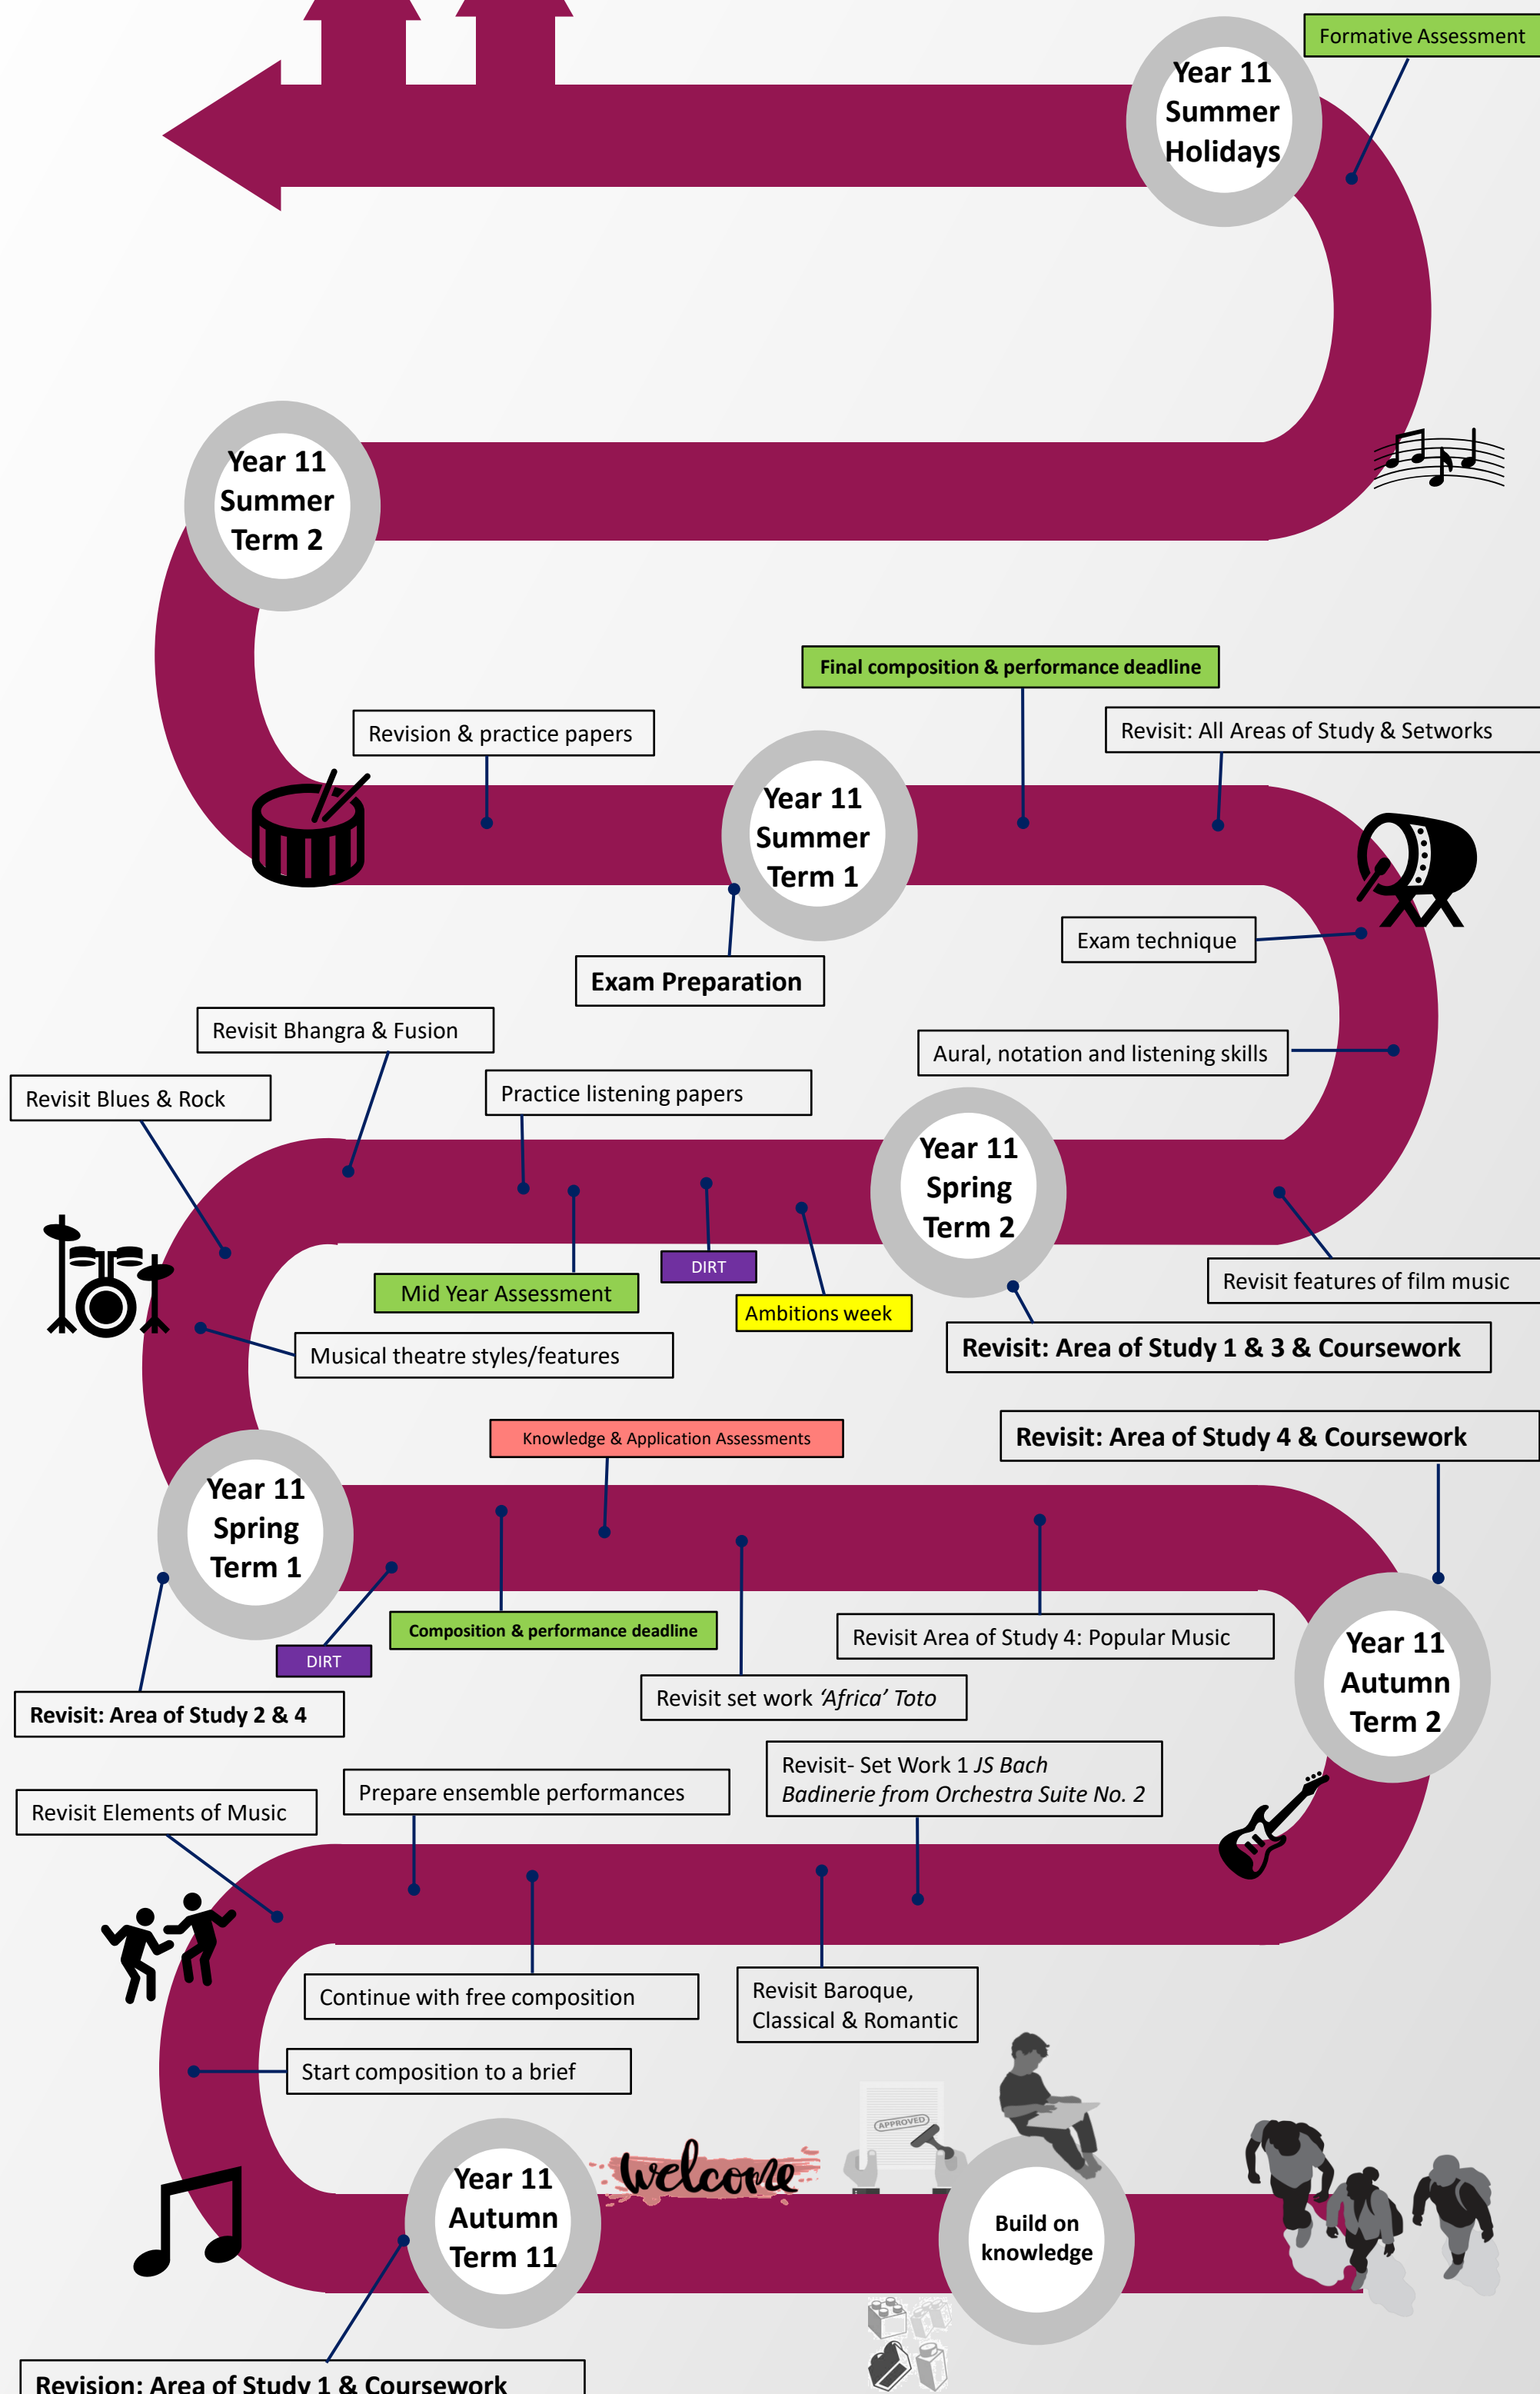 Formative Assessment
Year 11
Summer
Holidays
Year 11
Summer
Term 2
Final composition & performance deadline
Revision & practice papers
Revisit: All Areas of Study & Setworks
Year 11
Summer
Term 1
Exam technique
Exam Preparation
Revisit Bhangra & Fusion
Aural, notation and listening skills
Revisit Blues & Rock
Practice listening papers
Year 11
Spring
Term 2
DIRT
Mid Year Assessment
Revisit features of film music
Ambitions week
Musical theatre styles/features
Revisit: Area of Study 1 & 3 & Coursework
Knowledge & Application Assessments
Revisit: Area of Study 4 & Coursework
Year 11
Spring
Term 1
Composition & performance deadline
Revisit Area of Study 4: Popular Music
Year 11
Autumn
Term 2
DIRT
Revisit set work ‘Africa’ Toto
Revisit: Area of Study 2 & 4
Revisit- Set Work 1 JS Bach
Badinerie from Orchestra Suite No. 2
Prepare ensemble performances
Revisit Elements of Music
Continue with free composition
Revisit Baroque,
Classical & Romantic
Start composition to a brief
APPROVED
welcome
Year 11
Autumn
Term 11
Build on
knowledge
Revision: Area of Study 1 & Coursework